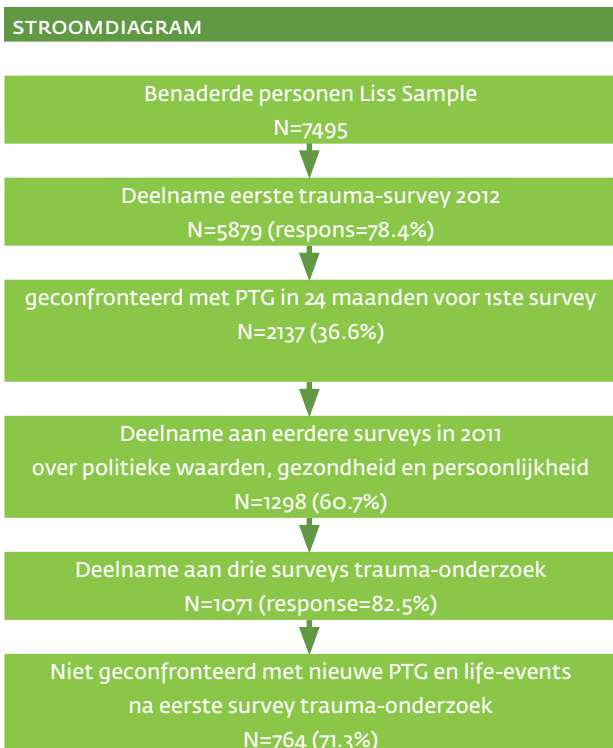 STROOMDIAGRAM
Benaderde personen Liss Sample
N=7495
Deelname eerste trauma-survey 2012
N=5879 (respons=78.4%)
geconfronteerd met PTG in 24 maanden voor 1ste survey
N=2137 (36.6%)
Deelname aan eerdere surveys in 2011
over politieke waarden, gezondheid en persoonlijkheid
N=1298 (60.7%)
Deelname aan drie surveys trauma-onderzoek
N=1071 (response=82.5%)
Niet geconfronteerd met nieuwe PTG en life-events
na eerste survey trauma-onderzoek
N=764 (71.3%)